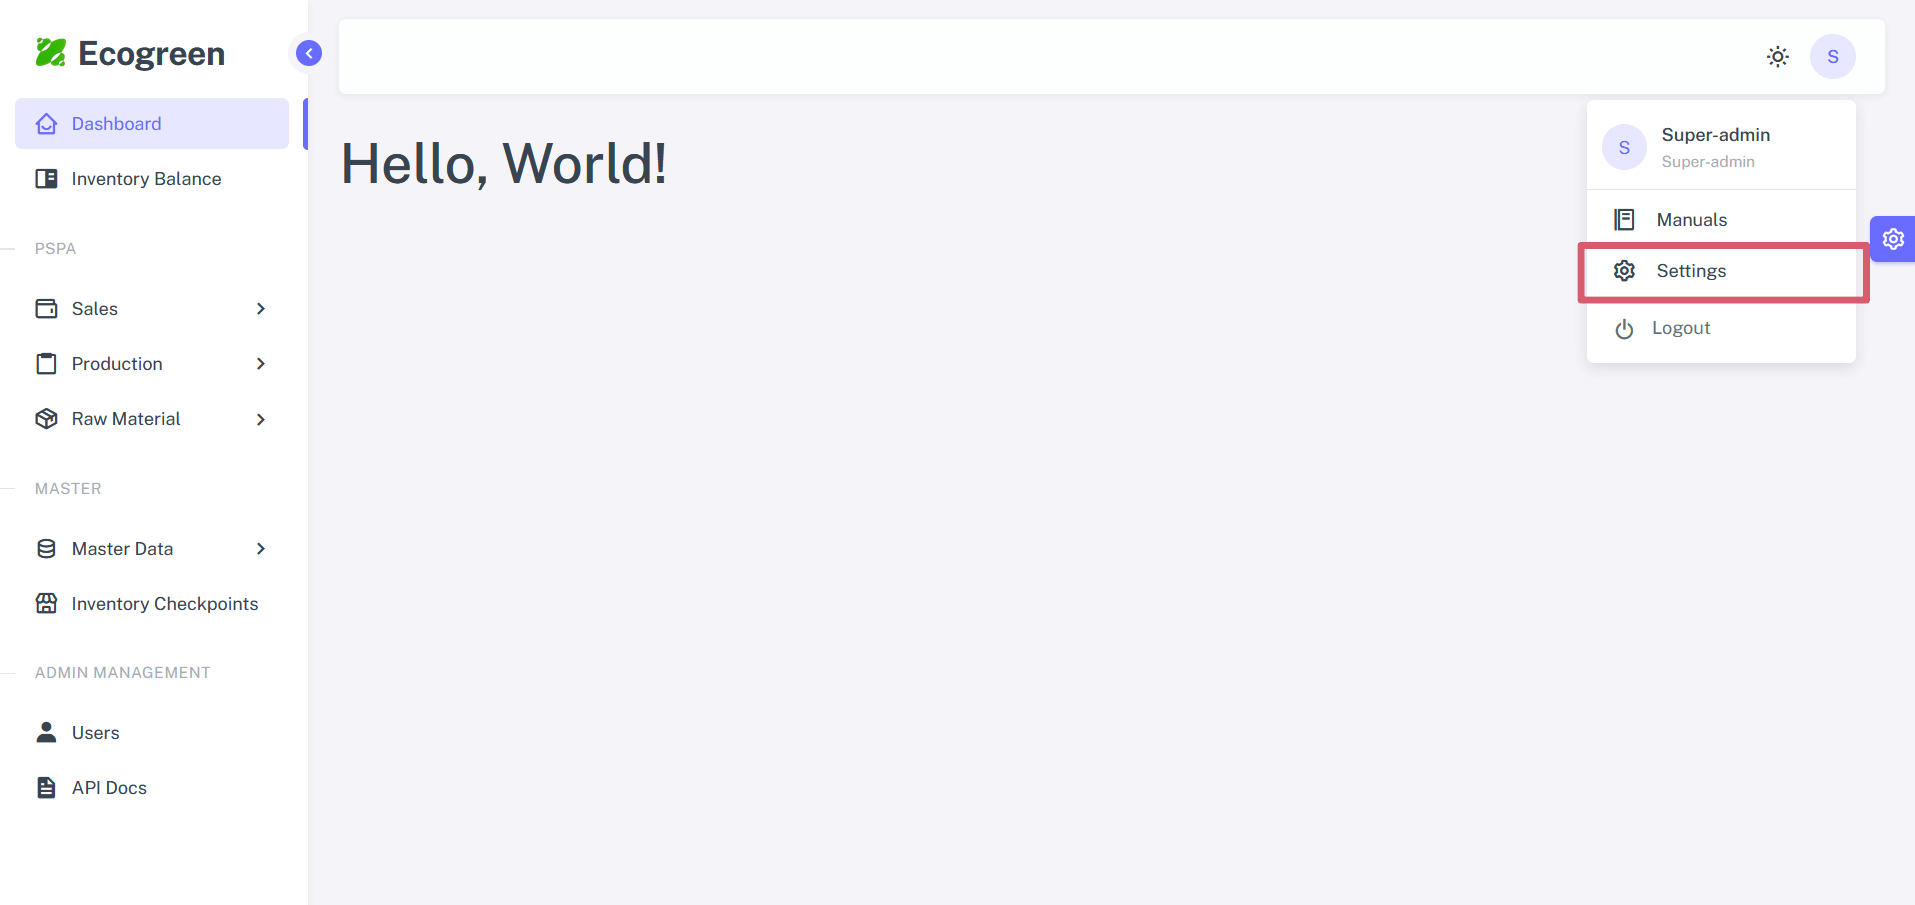 Ecogreen
Dashboard
Inventory Balance
PSPA
Sales
Production
Raw Material
MASTER
Master Data
Inventory Checkpoints
ADMIN MANAGEMENT
Users
API Docs
S
Hello, World!
S
Super-admin
Super-admin
Manuals
Settings
Logout